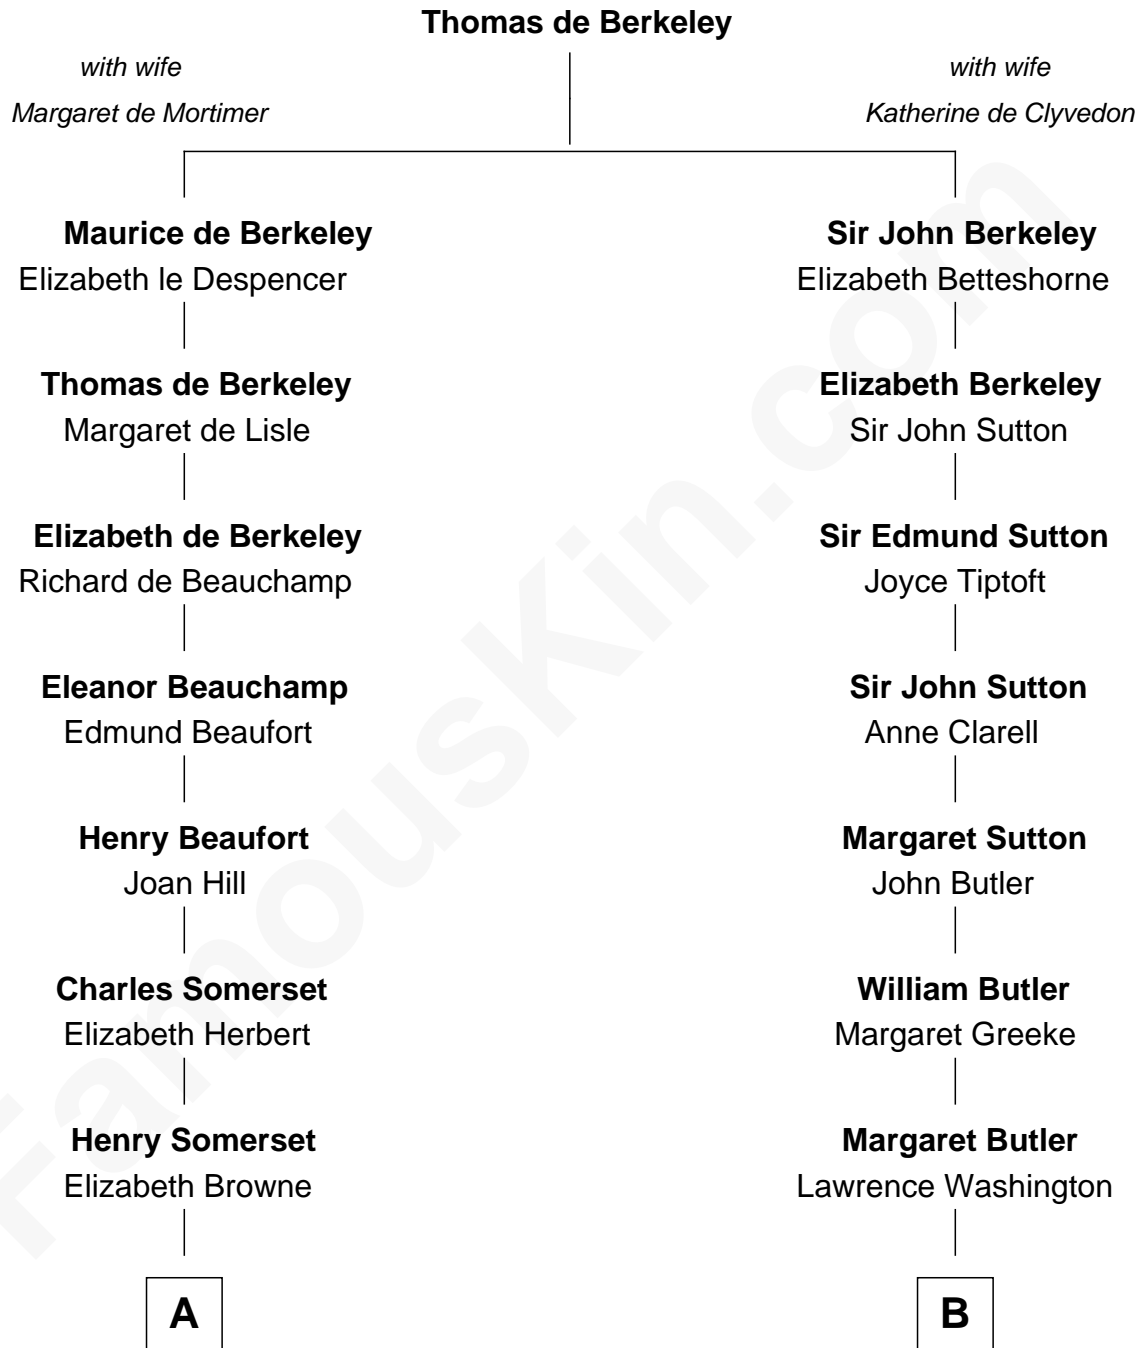 Thomas de Berkeley
with wife
Margaret de Mortimer
with wife
Katherine de Clyvedon
Maurice de Berkeley
Elizabeth le Despencer
Sir John Berkeley
Elizabeth Betteshorne
Thomas de Berkeley
Margaret de Lisle
Elizabeth Berkeley
Sir John Sutton
Elizabeth de Berkeley
Richard de Beauchamp
Sir Edmund Sutton
Joyce Tiptoft
Eleanor Beauchamp
Edmund Beaufort
Sir John Sutton
Anne Clarell
Henry Beaufort
Joan Hill
Margaret Sutton
John Butler
Charles Somerset
Elizabeth Herbert
William Butler
Margaret Greeke
Henry Somerset
Elizabeth Browne
Margaret Butler
Lawrence Washington
A
B
FamousKin.com